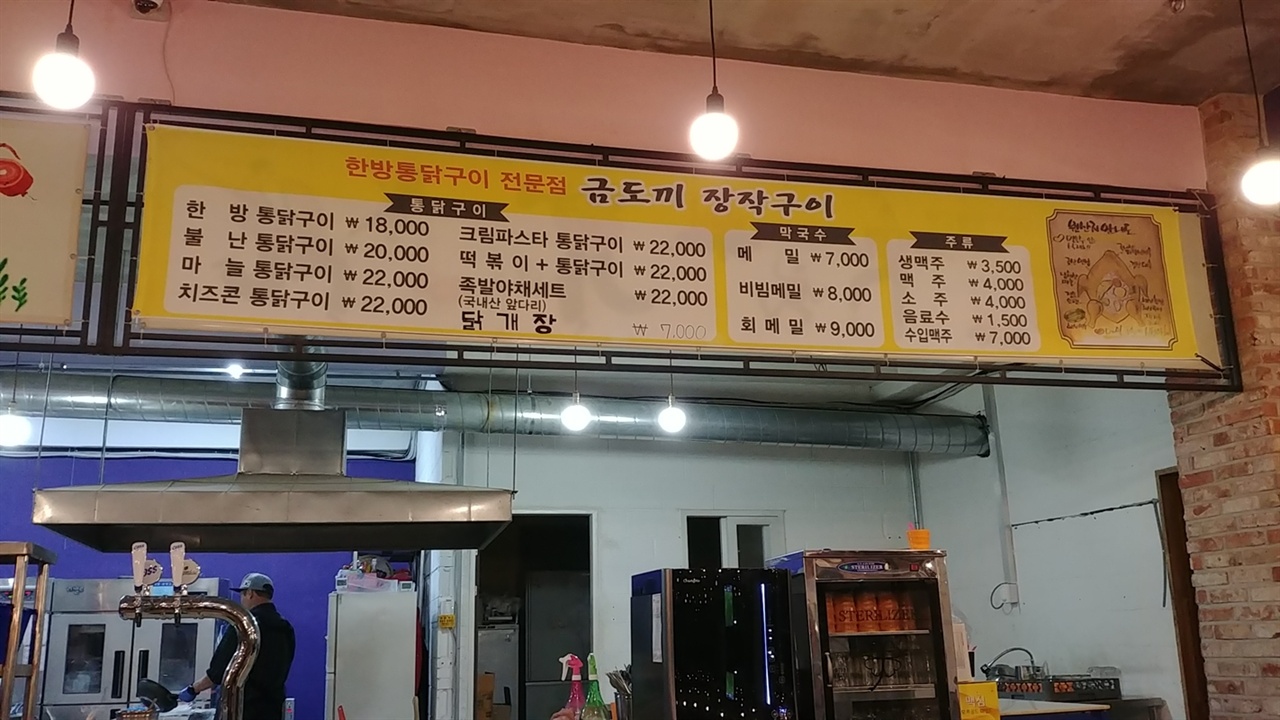 한방통닭구이 전문점 금도끼 장작구이
통닭구이
한 방 통닭구이 ₩18,000
불 난 통닭구이 ₩20,000
마 늘 통닭구이 ₩22,000
치즈콘 통닭구이 ₩22,000
크림파스타 통닭구이 ₩22,000
떡볶이 + 통닭구이 ₩22,000
족발야채세트 ₩22,000
(국내산 앞다리)
닭개장 ₩ 7,000
막국수
메 밀 ₩7,000
비빔메밀 ₩8,000
회 메 밀 ₩9,000
주류
생맥주 ₩3,500
맥 주 ₩4,000
소 주 ₩4,000
음료수 ₩1,500
수입맥주 ₩7,000
STERILIZER
STERILIZE